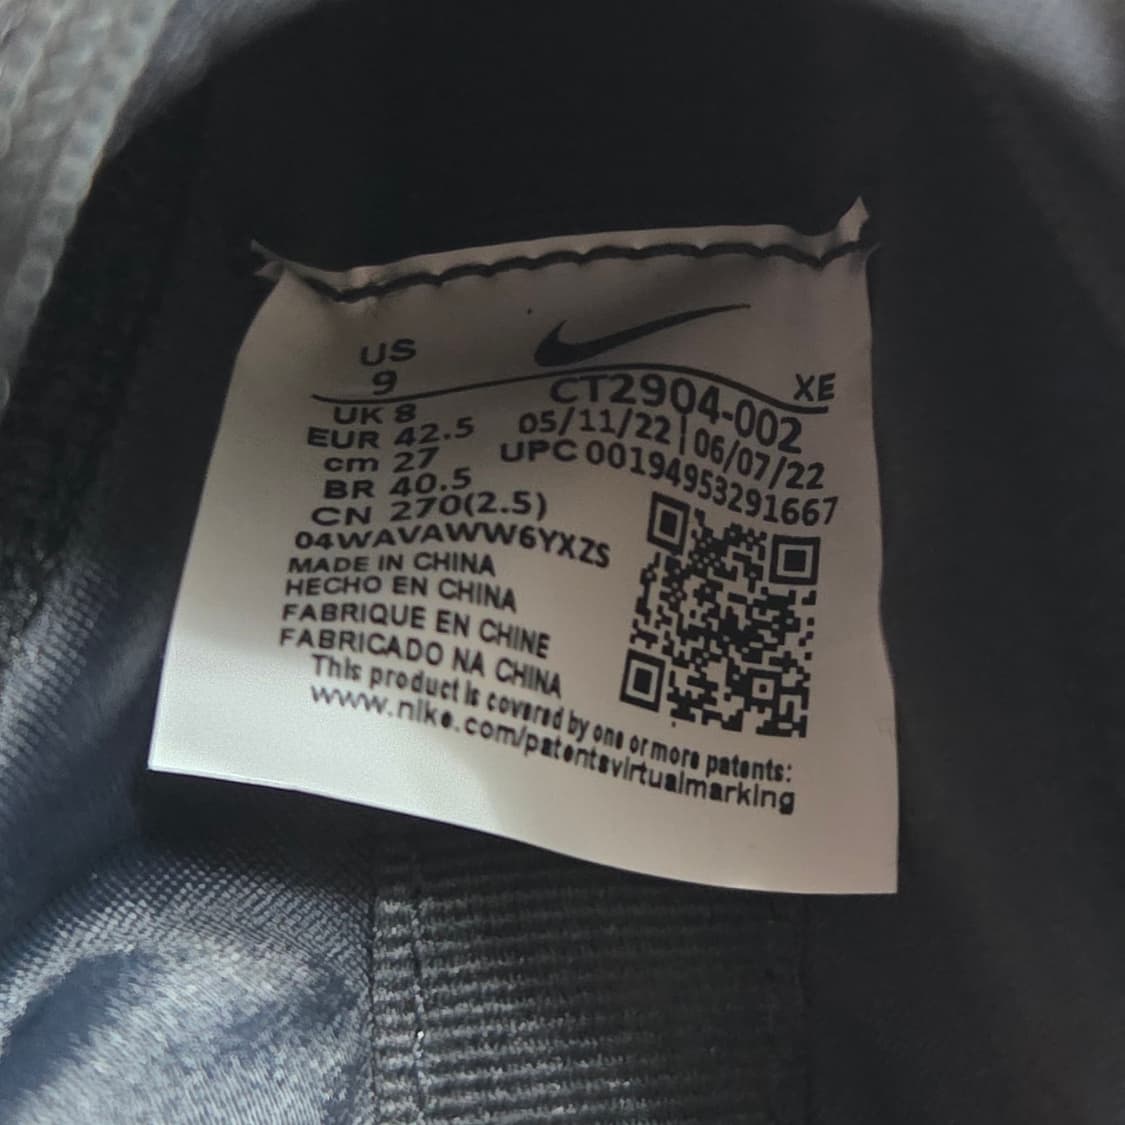 US
9
UK 8
EUR 42.5
cm 27
BR 40.5
CN 270(2.5)
04WAVAWW6YXZS
XE
CT2904-002
05/11/22 | 06/07/22
UPC 00194953291667
MADE IN CHINA
HECHO EN CHINA
FABRIQUE EN CHINE
FABRICADO NA CHINA
This product is covered by one or more patents:
www.nike.com/patentsvirtualmarking